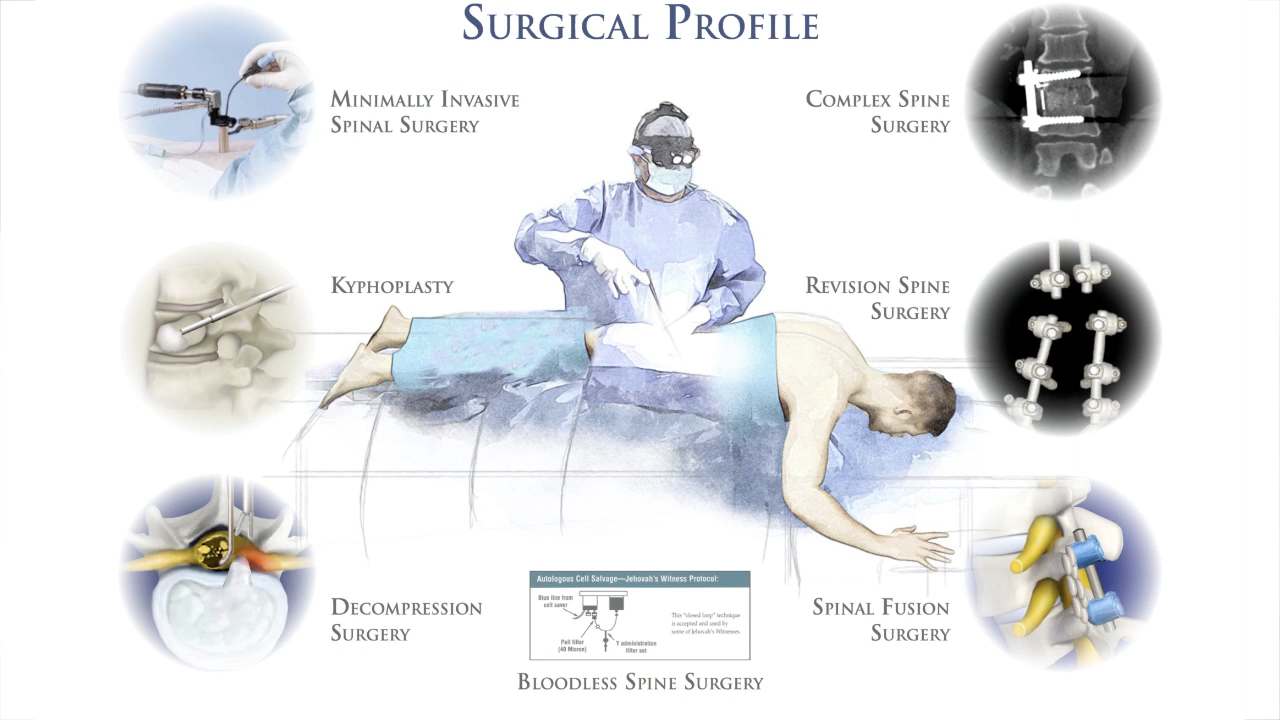 SURGICAL PROFILE
MINIMALLY INVASIVE
SPINAL SURGERY
COMPLEX SPINE
SURGERY
KYPHOPLASTY
REVISION SPINE
SURGERY
DECOMPRESSION
SURGERY
SPINAL FUSION
SURGERY
Autologous Cell Salvage—Jehovah's Witness Protocol:
Blue line from
cell saver
Pall filter
(40 Micron)
Y administration
filter set
This "closed loop" technique
is accepted and used by
some of Jehovah's Witnesses.
BLOODLESS SPINE SURGERY